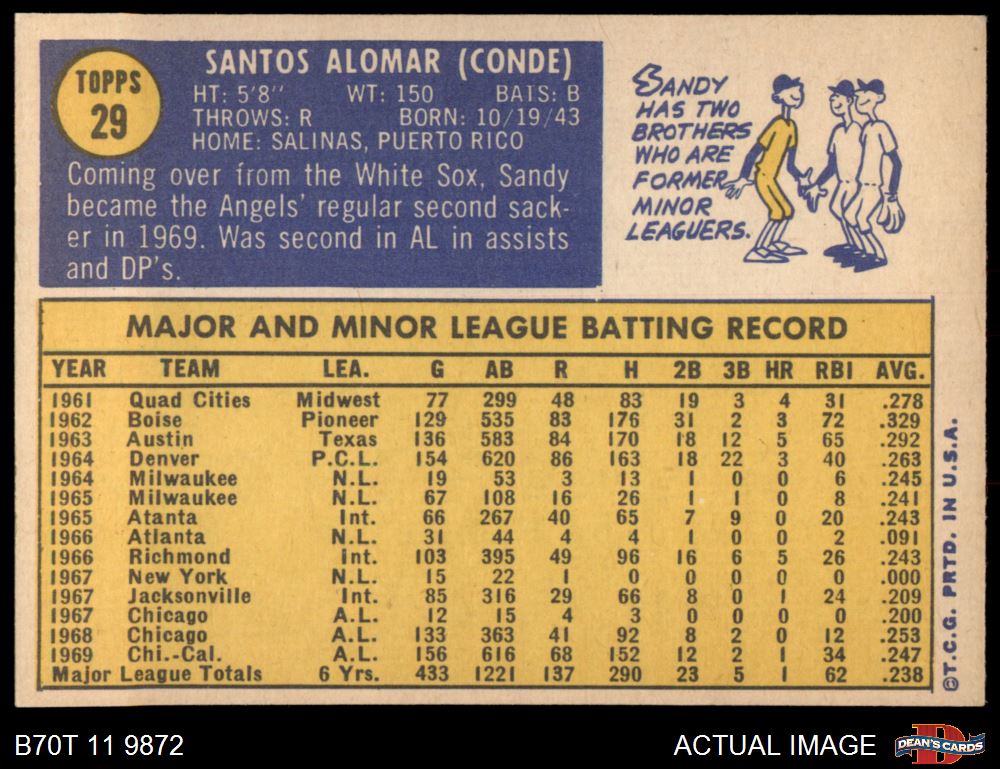 TOPPS
29
SANTOS ALOMAR (CONDE)
HT: 5'8" WT: 150 BATS: B
THROWS: R BORN: 10/19/43
HOME: SALINAS, PUERTO RICO
Coming over from the White Sox, Sandy
became the Angels' regular second sack-
er in 1969. Was second in AL in assists
and DP's.
SANDY
HAS TWO
BROTHERS
WHO ARE
FORMER
MINOR
LEAGUERS.
MAJOR AND MINOR LEAGUE BATTING RECORD
YEAR TEAM LEA. G AB R H 2B 3B HR RBI AVG.
1961 Quad Cities Midwest 77 299 48 83 19 3 4 31 .278
1962 Boise Pioneer 129 535 83 176 31 2 3 72 .329
1963 Austin Texas 136 583 84 170 18 12 5 65 .292
1964 Denver P.C.L. 154 620 86 163 18 22 3 40 .263
1964 Milwaukee N.L. 19 53 3 13 1 0 0 6 .245
1965 Milwaukee N.L. 67 108 16 26 1 1 0 8 .241
1965 Atanta Int. 66 267 40 65 7 9 0 20 .243
1966 Atlanta N.L. 31 44 4 4 1 0 0 2 .091
1966 Richmond Int. 103 395 49 96 16 6 5 26 .243
1967 New York N.L. 15 22 1 0 0 0 0 0 .000
1967 Jacksonville Int. 85 316 29 66 8 0 1 24 .209
1967 Chicago A.L. 12 15 4 3 0 0 0 0 .200
1968 Chicago A.L. 133 363 41 92 8 2 0 12 .253
1969 Chi.-Cal. A.L. 156 616 68 152 12 2 1 34 .247
Major League Totals 6 Yrs. 433 1221 137 290 23 5 1 62 .238
©T.C.G. PRTD. IN U.S.A.
B70T 11 9872
ACTUAL IMAGE
DEAN'S CARDS